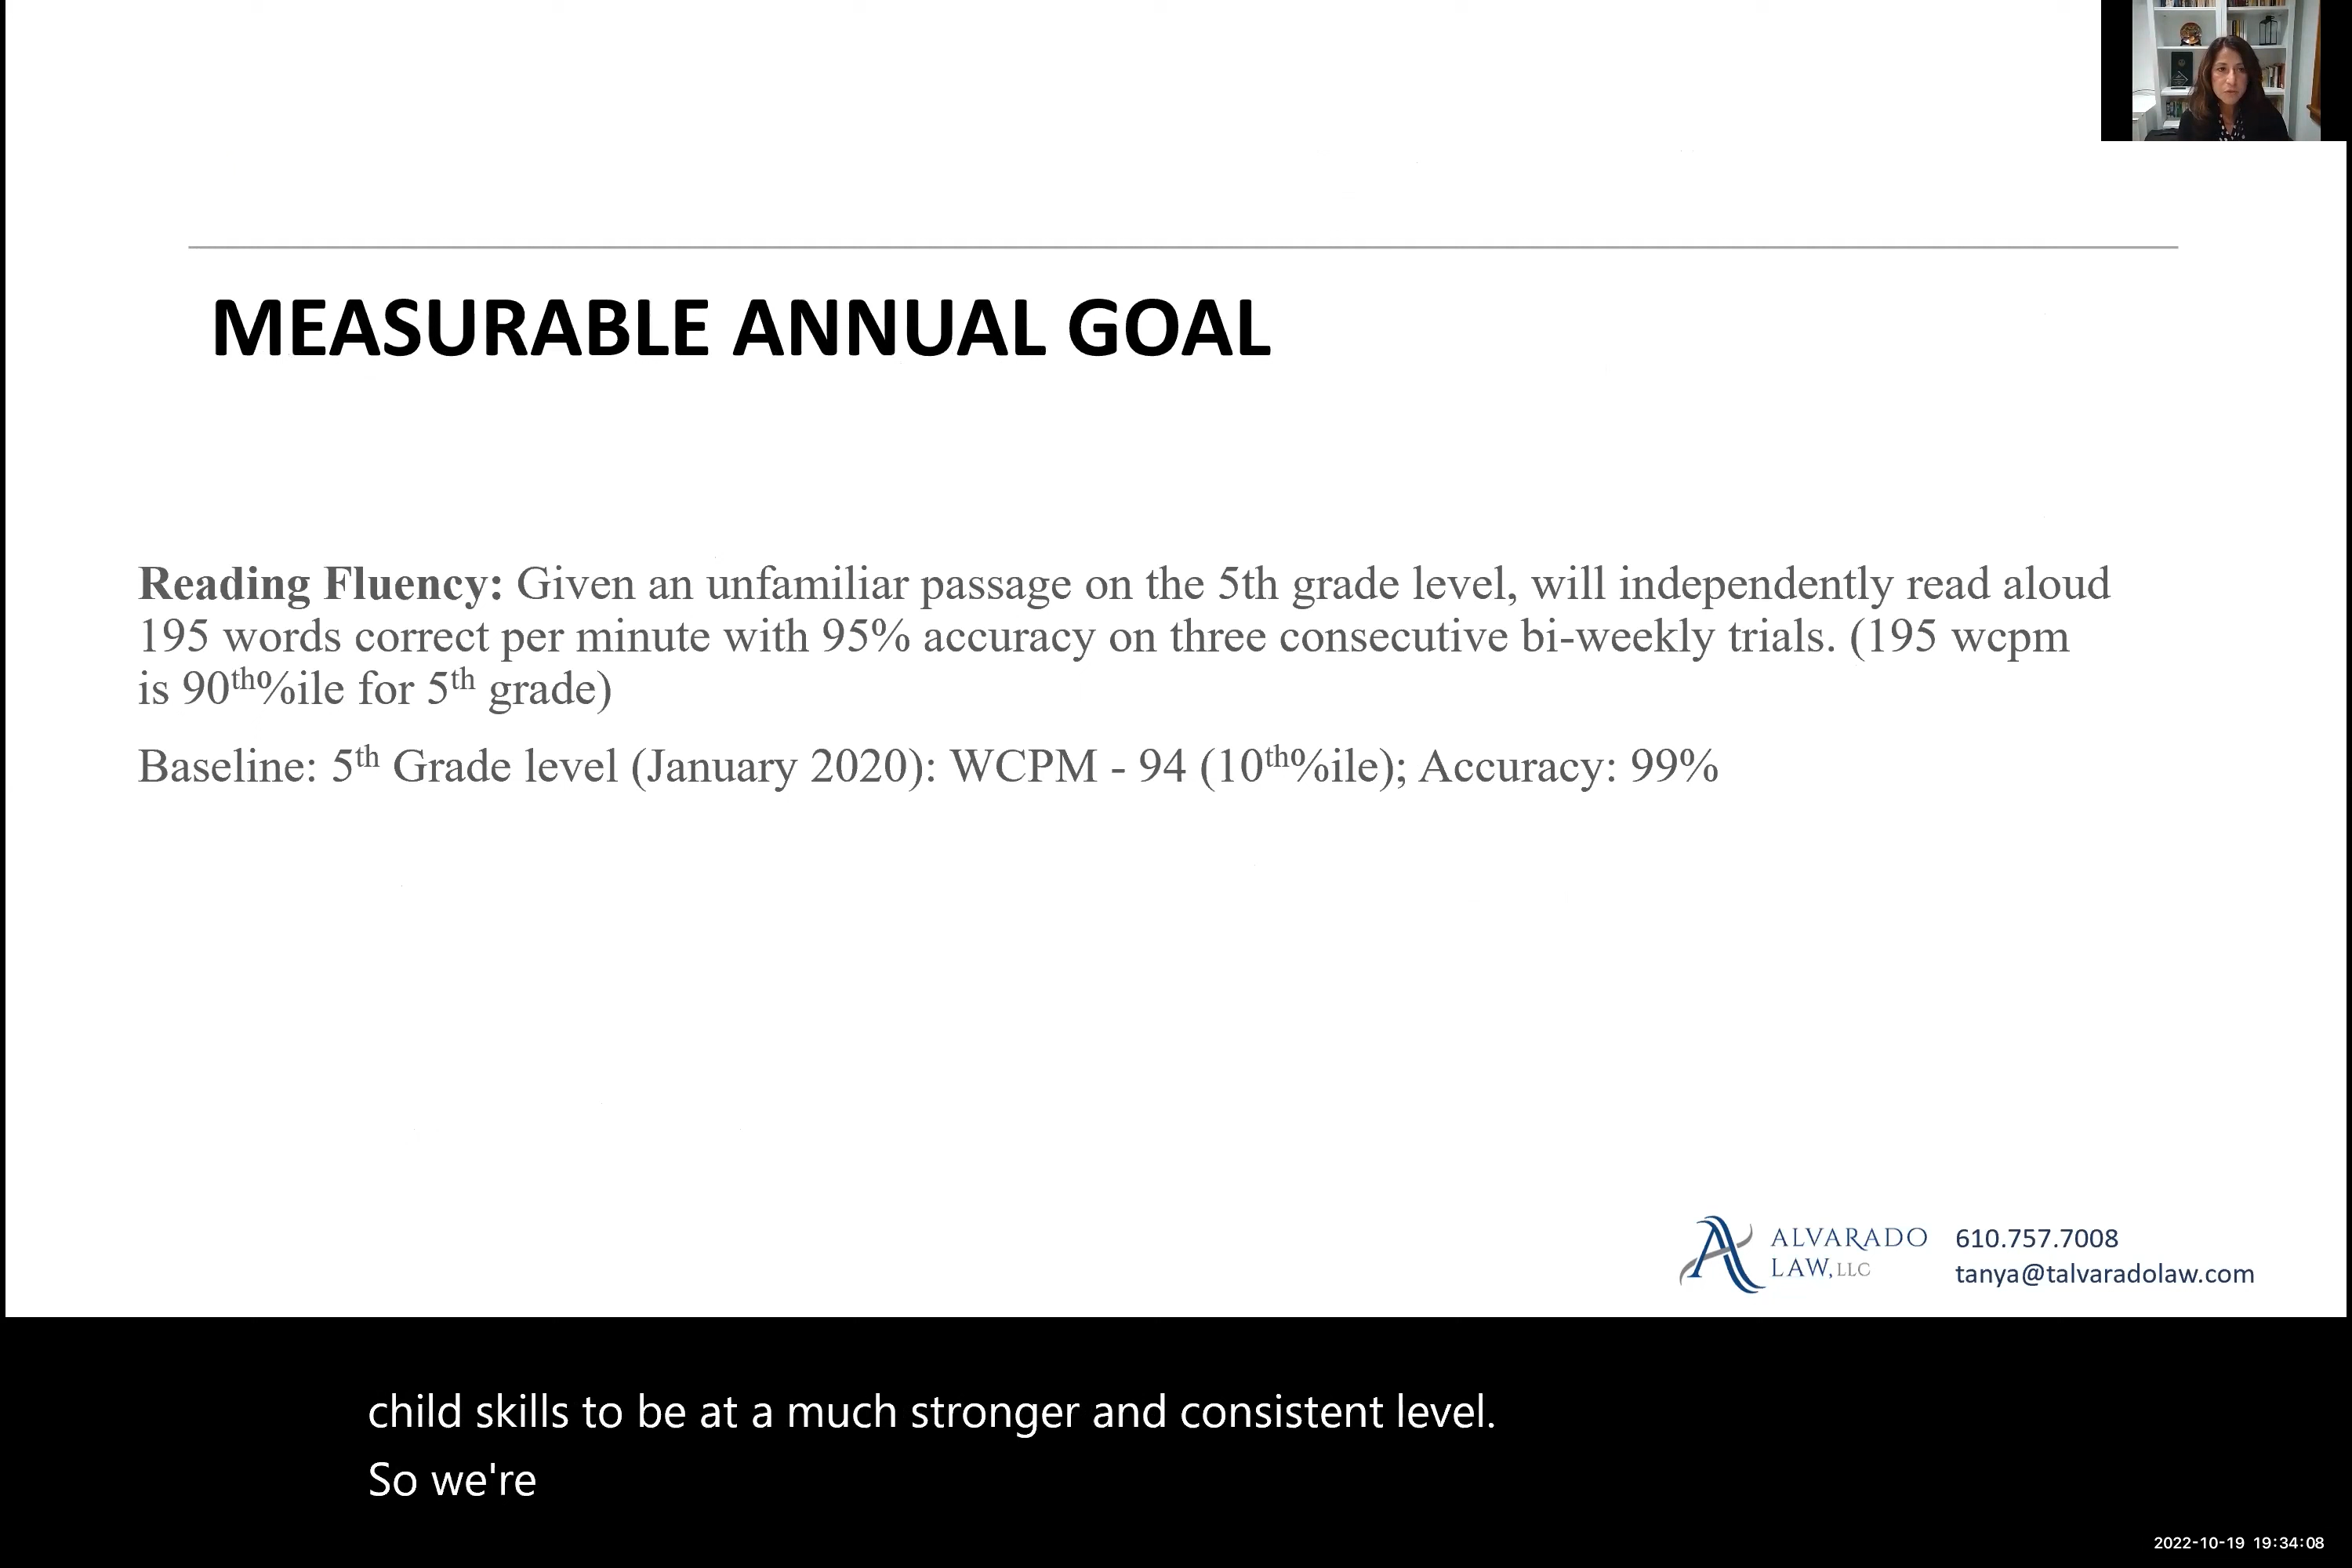 MEASURABLE ANNUAL GOAL
Reading Fluency: Given an unfamiliar passage on the 5th grade level, will independently read aloud
195 words correct per minute with 95% accuracy on three consecutive bi-weekly trials. (195 wcpm
is 90th%ile for 5th grade)
Baseline: 5th Grade level (January 2020): WCPM - 94 (10th%ile); Accuracy: 99%
ALVARADO
LAW, LLC
610.757.7008
tanya@talvaradolaw.com
child skills to be at a much stronger and consistent level.
So we're
2022-10-19 19:34:08